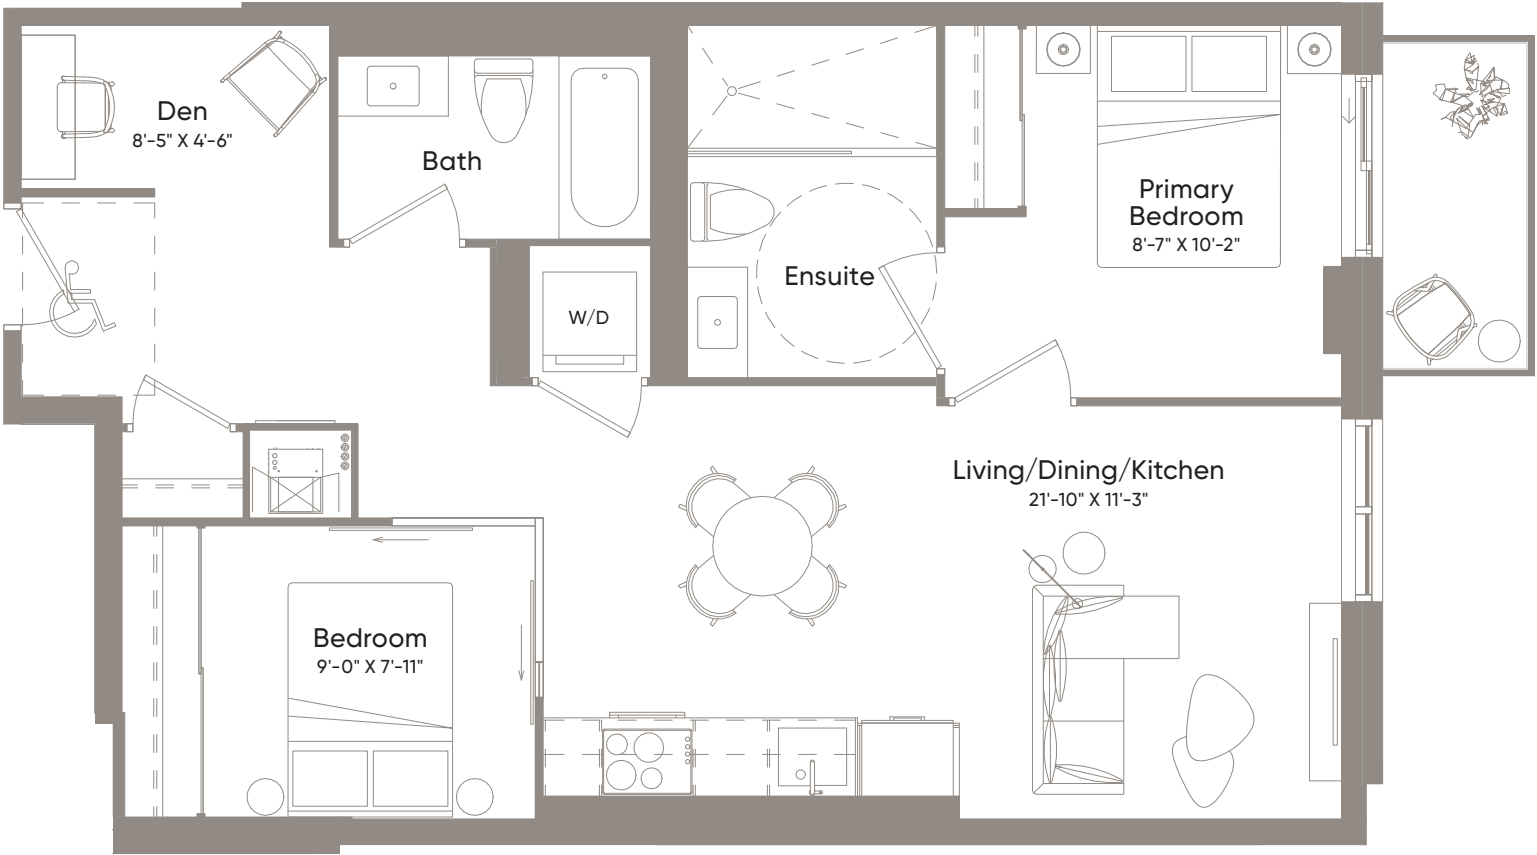 Den
8'-5" X 4'-6"
Bath
Primary
Bedroom
8'-7" X 10'-2"
Ensuite
W/D
Living/Dining/Kitchen
21'-10" X 11'-3"
Bedroom
9'-0" X 7'-11"